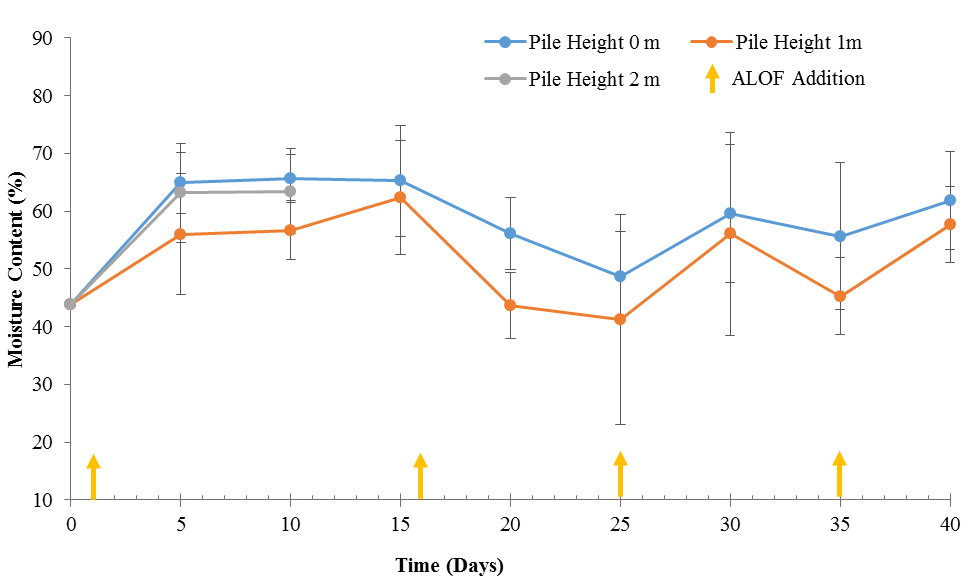 Pile Height 0 m
Pile Height 1m
Pile Height 2 m
ALOF Addition
Moisture Content (%)
90
80
70
60
50
40
30
20
10
0 5 10 15 20 25 30 35 40
Time (Days)